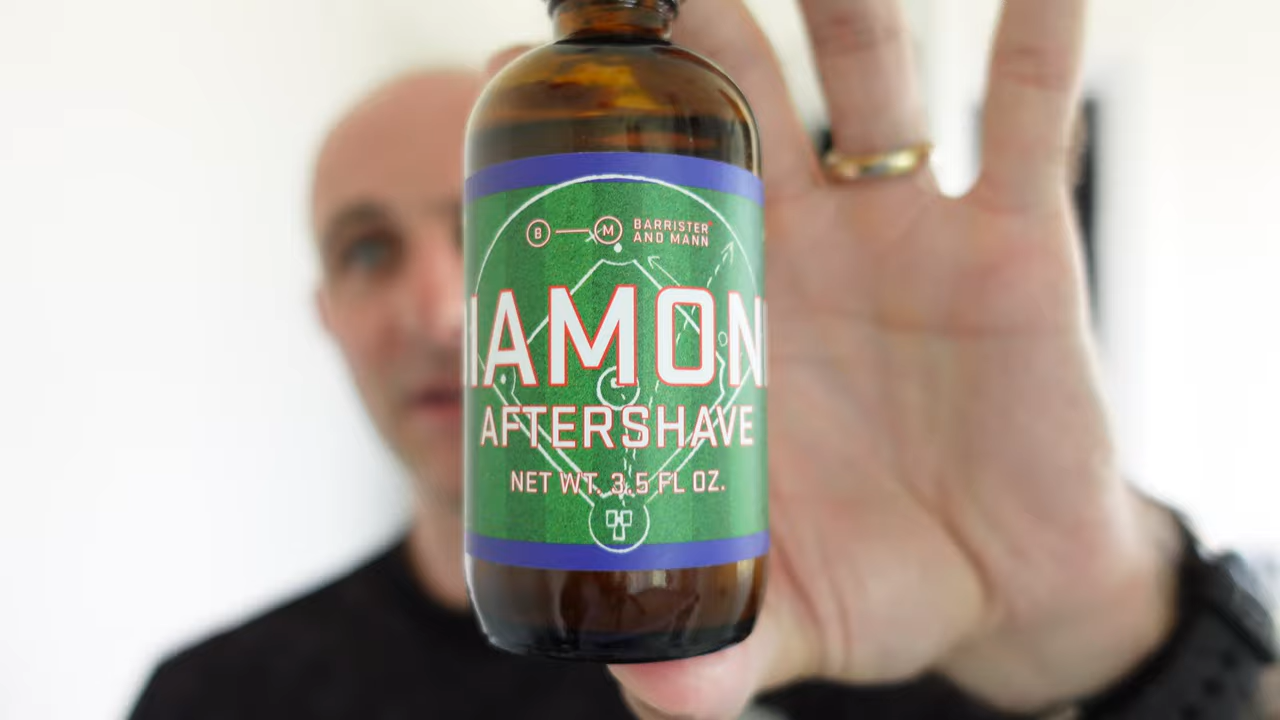 B M BARRISTER
AND MANN
IAMON
AFTERSHAVE
NET WT. 3.5 FL OZ.